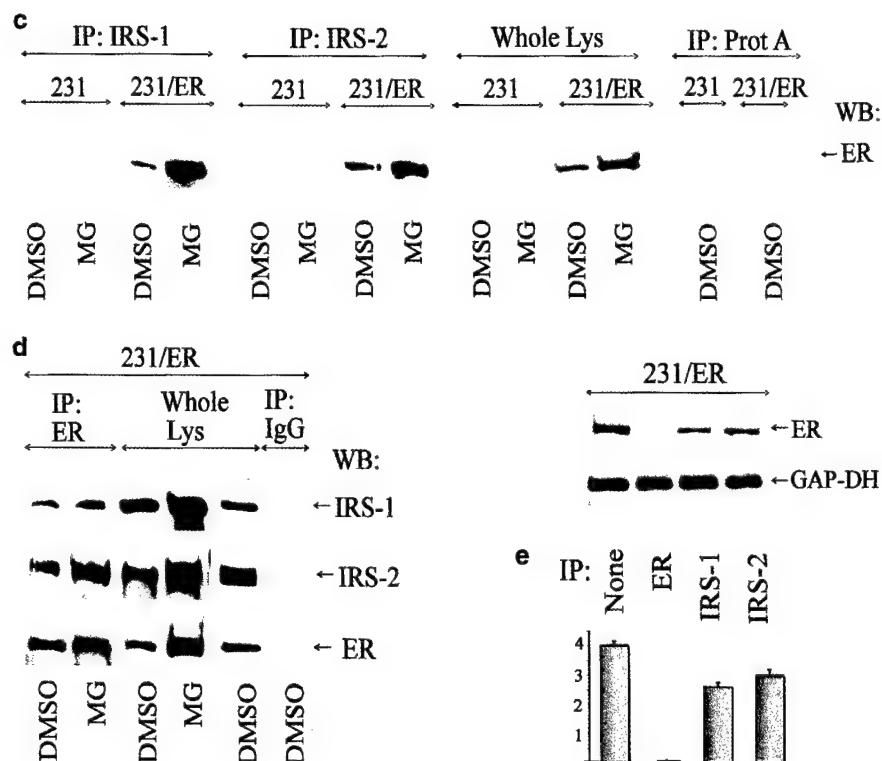 c
IP: IRS-1 IP: IRS-2 Whole Lys IP: Prot A
231 231/ER 231 231/ER 231 231/ER 231 231/ER
WB:
←ER
DMSO MG DMSO MG DMSO MG DMSO MG DMSO MG DMSO MG DMSO DMSO
d
231/ER
IP: ER Whole Lys IP: IgG
WB:
←IRS-1
←IRS-2
← ER
DMSO MG DMSO MG DMSO DMSO
231/ER
←ER
←GAP-DH
e
IP: None ER IRS-1 IRS-2
4
3
2
1